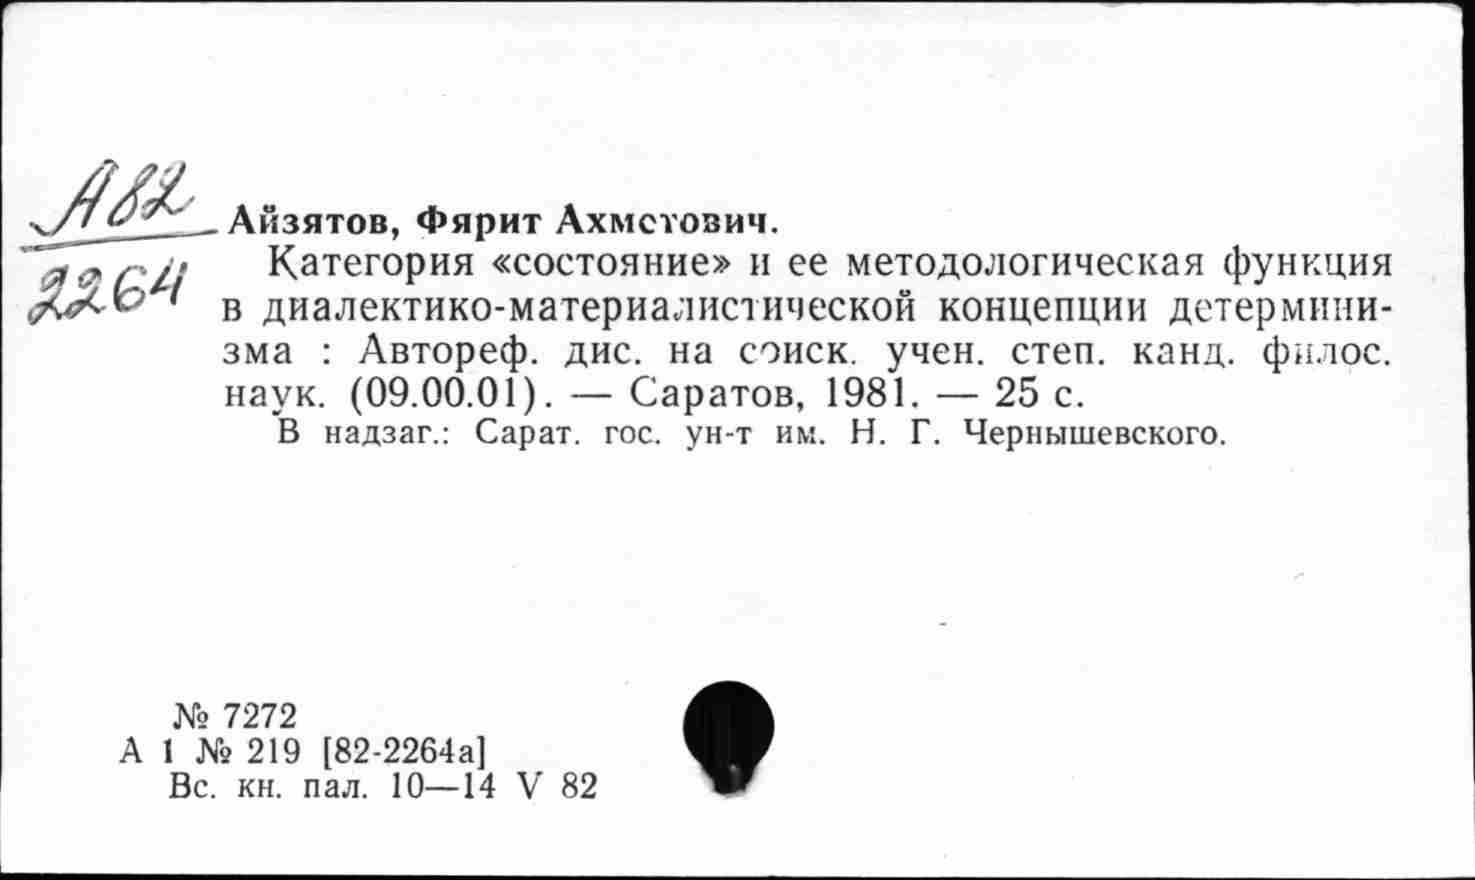 А82
2264
Айзятов, Фярит Ахметович.
Категория «состояние» и ее методологическая функция
в диалектико-материалистической концепции детермини-
зма : Автореф. дис. на соиск. учен. степ. канд. филос.
наук. (09.00.01). — Саратов, 1981. — 25 с.
В надзаг.: Сарат. гос. ун-т им. Н. Г. Чернышевского.
№ 7272
А 1 № 219 [82-2264а]
Вс. кн. пал. 10—14 V 82